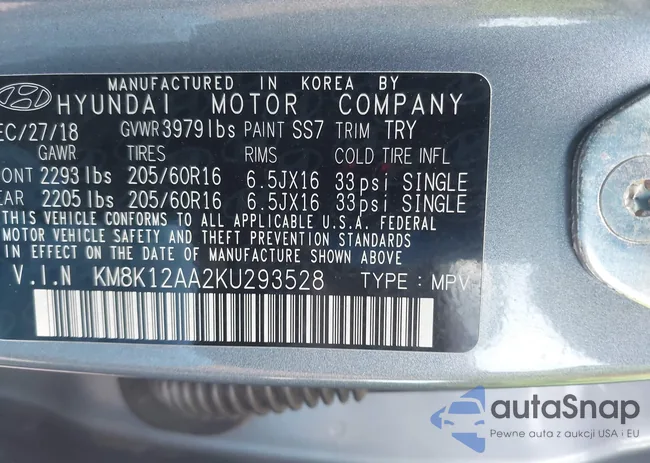 MANUFACTURED IN KOREA BY
HYUNDAI MOTOR COMPANY
EC/27/18 GVWR 3979lbs PAINT SS7 TRIM TRY
GAWR TIRES RIMS COLD TIRE INFL
ONT 2293 lbs 205/60R16 6.5JX16 33psi SINGLE
EAR 2205 lbs 205/60R16 6.5JX16 33psi SINGLE
THIS VEHICLE CONFORMS TO ALL APPLICABLE U.S.A. FEDERAL
MOTOR VEHICLE SAFETY AND THEFT PREVENTION STANDARDS
IN EFFECT ON THE DATE OF MANUFACTURE SHOWN ABOVE
V.I.N KM8K12AA2KU293528 TYPE : MPV
autaSnap
Pewne auta z aukcji USA i EU